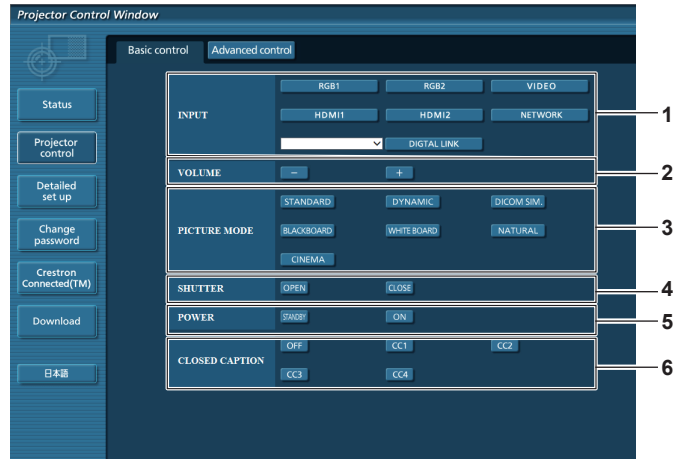 Projector Control Window
Basic control
Advanced control
Status
Projector
control
Detailed
set up
Change
password
Crestron
Connected(TM)
Download
日本語
INPUT
RGB1 RGB2 VIDEO
HDMI1 HDMI2 NETWORK
DIGTAL LINK
1
VOLUME
- +
2
PICTURE MODE
STANDARD DYNAMIC DICOM SIM.
BLACKBOARD WHITE BOARD NATURAL
CINEMA
3
SHUTTER
OPEN CLOSE
4
POWER
STANDBY ON
5
CLOSED CAPTION
OFF CC1 CC2
CC3 CC4
6